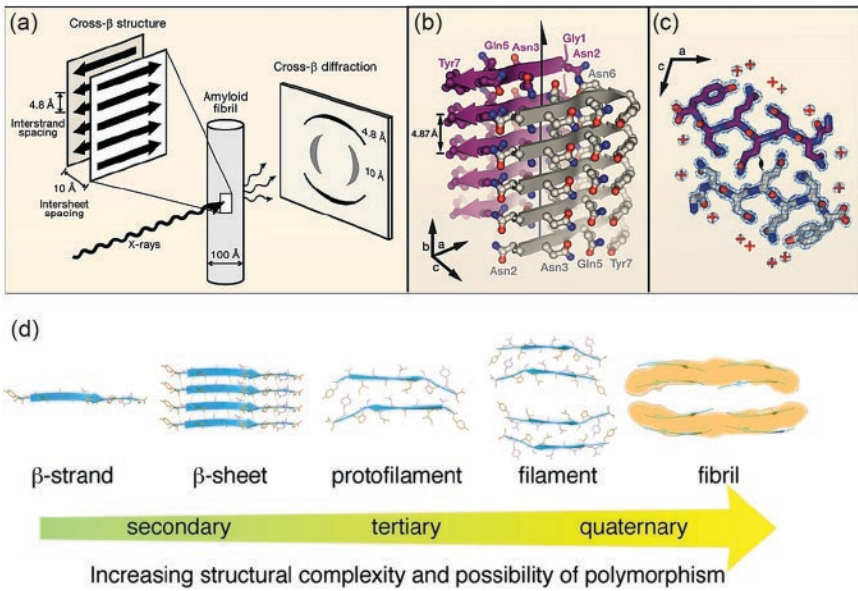 (a)
Cross-β structure
4.8 Å
Interstrand
spacing
10 Å
Intersheet
spacing
X-rays
Amyloid
fibril
100 Å
Cross-β diffraction
4.8 Å
10 Å
(b)
Gln5
Asn3
Gly1
Asn2
Tyr7
Asn6
4.87Å
b
a
c
Asn2
Asn3
Gln5
Tyr7
(c)
a
c
(d)
β-strand
β-sheet
protofilament
filament
fibril
secondary
tertiary
quaternary
Increasing structural complexity and possibility of polymorphism